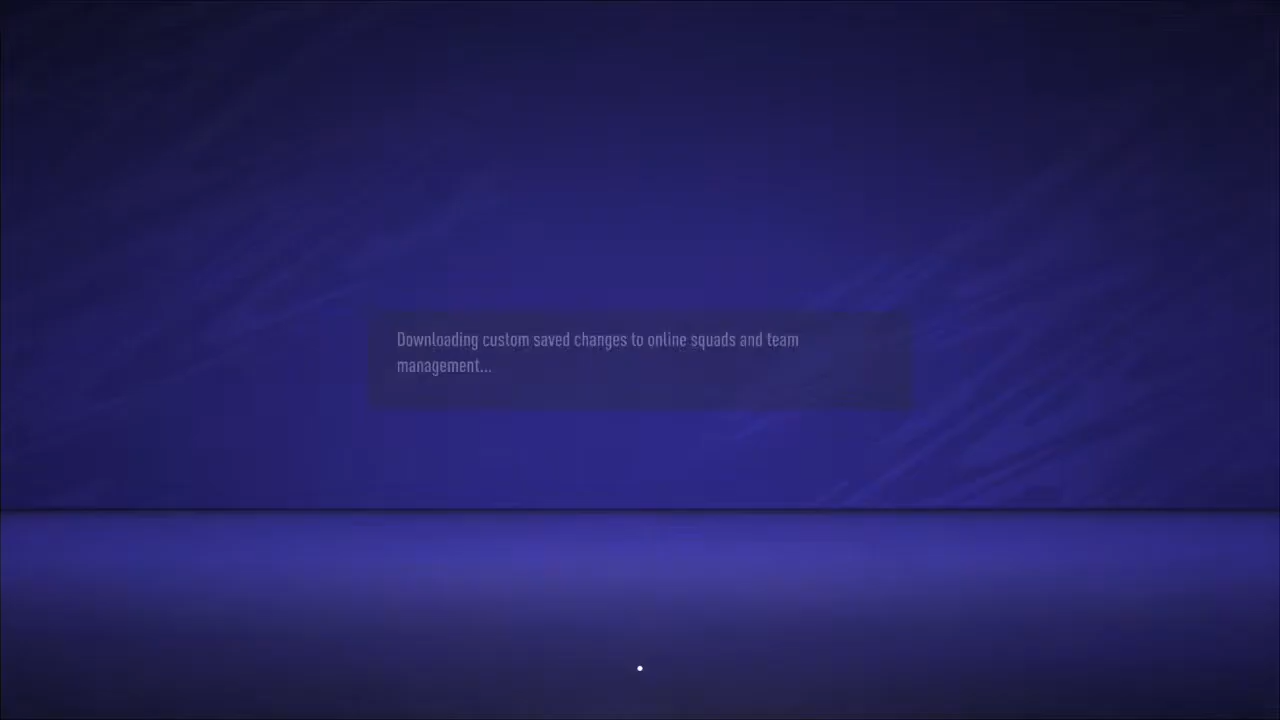 Downloading custom saved changes to online squads and team
management...